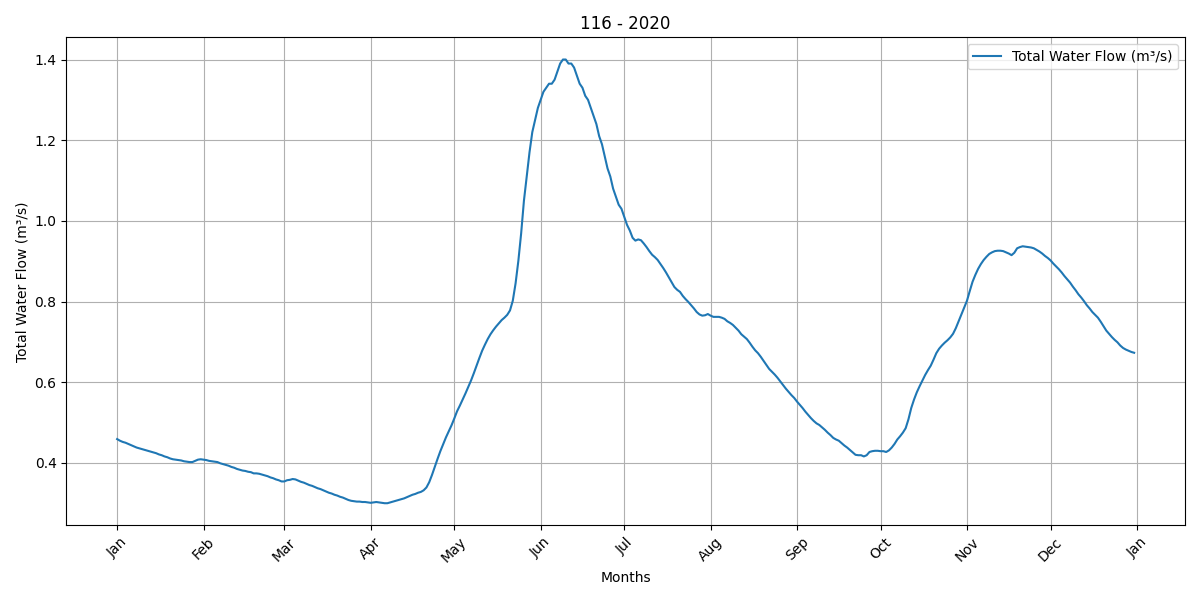 116 - 2020
Total Water Flow (m³/s)
1.4
1.2
1.0
0.8
0.6
0.4
Total Water Flow (m³/s)
Jan Feb Mar Apr May Jun Jul Aug Sep Oct Nov Dec Jan
Months